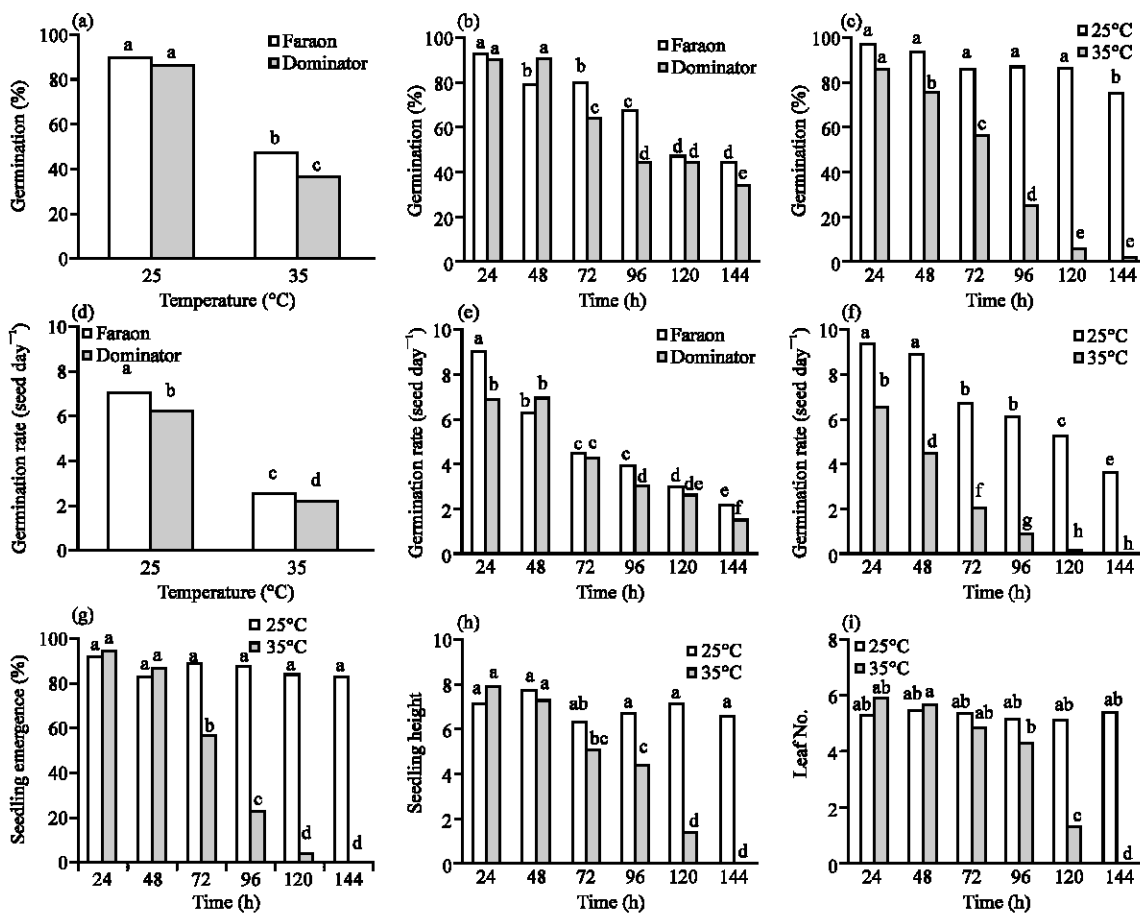 (a)
Faraon
Dominator
a a
b
c
Germination (%)
100
80
60
40
20
0
25 35
Temperature (°C)
(b)
Faraon
Dominator
a a b a b c c d d d d e
Germination (%)
100
80
60
40
20
0
24 48 72 96 120 144
Time (h)
(c)
25°C
35°C
a a a b a c a d a e b e
Germination (%)
100
80
60
40
20
0
24 48 72 96 120 144
Time (h)
(d)
Faraon
Dominator
a b c d
Germination rate (seed day⁻¹)
10
8
6
4
2
0
25 35
Temperature (°C)
(e)
Faraon
Dominator
a b b b c c c d d de e f
Germination rate (seed day⁻¹)
10
8
6
4
2
0
24 48 72 96 120 144
Time (h)
(f)
25°C
35°C
a b a d b f b g c h e h
Germination rate (seed day⁻¹)
10
8
6
4
2
0
24 48 72 96 120 144
Time (h)
(g)
25°C
35°C
a a a a a b a c a d a d
Seedling emergence (%)
100
80
60
40
20
0
24 48 72 96 120 144
Time (h)
(h)
25°C
35°C
a a a a ab bc a c a d a d
Seedling height
10
8
6
4
2
0
24 48 72 96 120 144
Time (h)
(i)
25°C
35°C
ab ab ab a ab ab ab b ab c ab d
Leaf No.
8
6
4
2
0
24 48 72 96 120 144
Time (h)